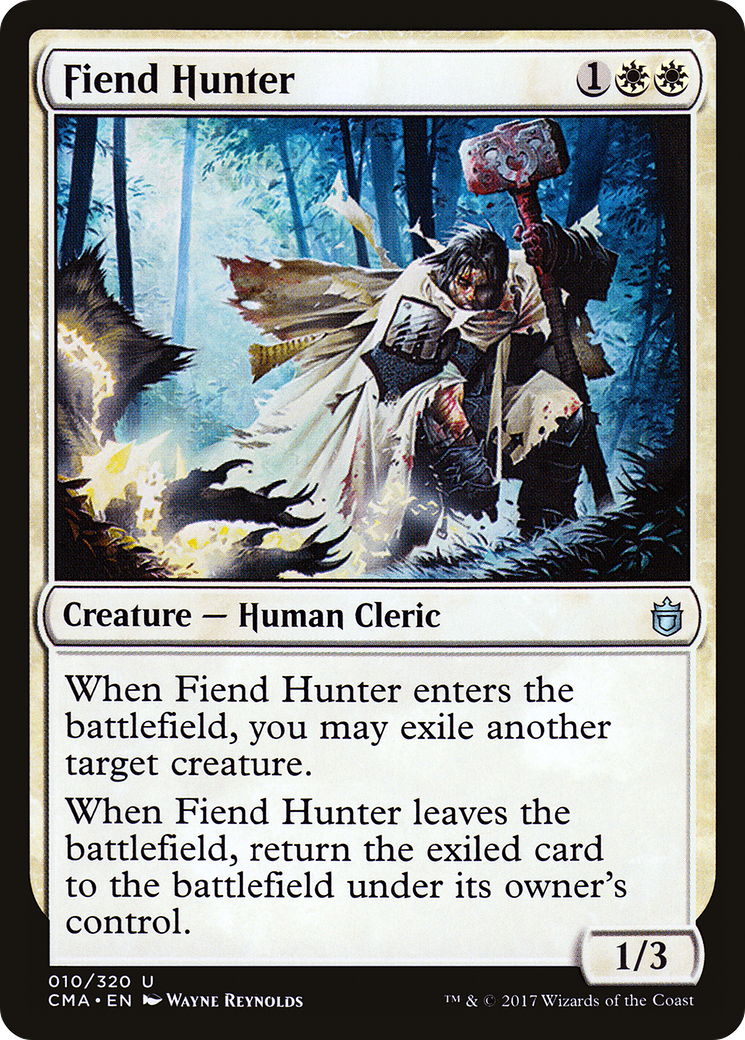 Fiend Hunter 1
Creature — Human Cleric
When Fiend Hunter enters the
battlefield, you may exile another
target creature.
When Fiend Hunter leaves the
battlefield, return the exiled card
to the battlefield under its owner's
control.
1/3
010/320 U
CMA • EN Wayne Reynolds
™ & © 2017 Wizards of the Coast